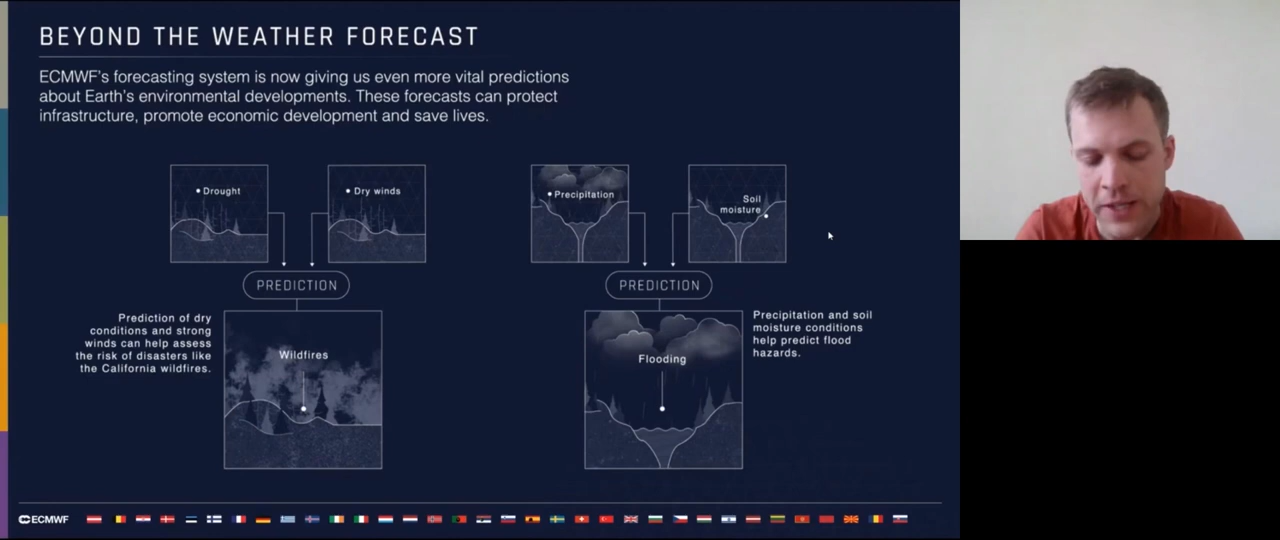 BEYOND THE WEATHER FORECAST
ECMWF's forecasting system is now giving us even more vital predictions
about Earth's environmental developments. These forecasts can protect
infrastructure, promote economic development and save lives.
Drought
Dry winds
Precipitation
Soil
moisture
PREDICTION
PREDICTION
Prediction of dry
conditions and strong
winds can help assess
the risk of disasters like
the California wildfires.
Wildfires
Flooding
Precipitation and soil
moisture conditions
help predict flood
hazards.
ECMWF